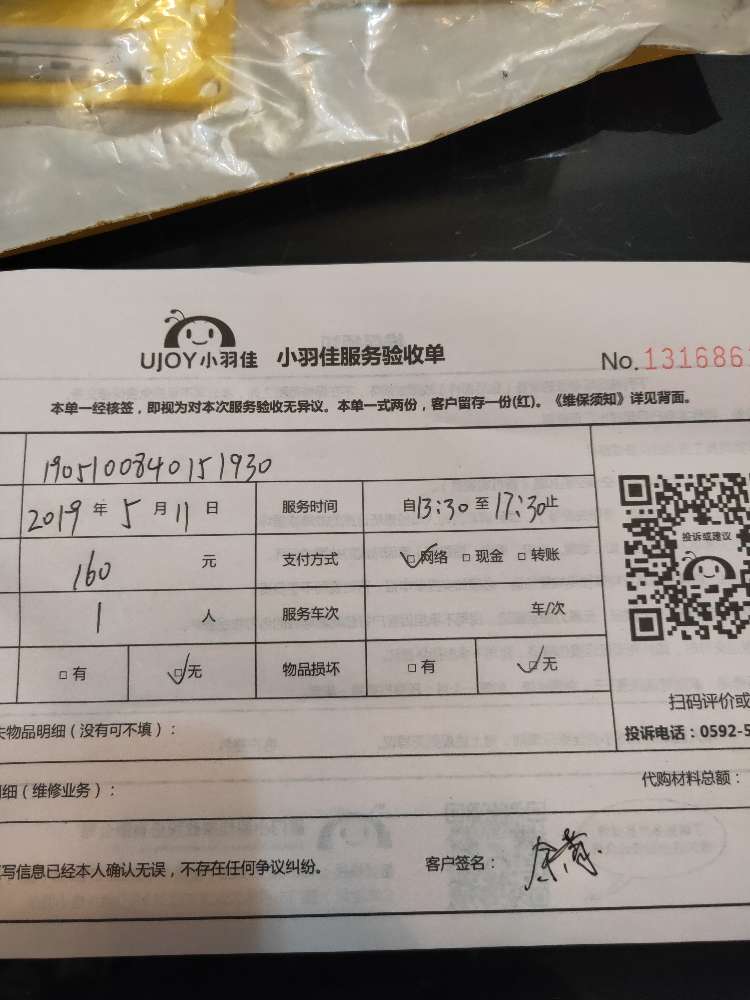 UJOY小羽佳 小羽佳服务验收单 No.1316861
本单一经核签，即视为对本次服务验收无异议。本单一式两份，客户留存一份(红)。《维保须知》详见背面。
1905100840151930
2019年5月11日 服务时间 自13:30至17:30止
160 元 支付方式 □网络 □现金 □转账
投诉或建议
1 人 服务车次 车/次
□有 □无 物品损坏 □有 □无
扫码评价或
失物品明细（没有可不填）：
投诉电话：0592-5
细（维修业务）：
代购材料总额：
写信息已经本人确认无误，不存在任何争议纠纷。 客户签名：